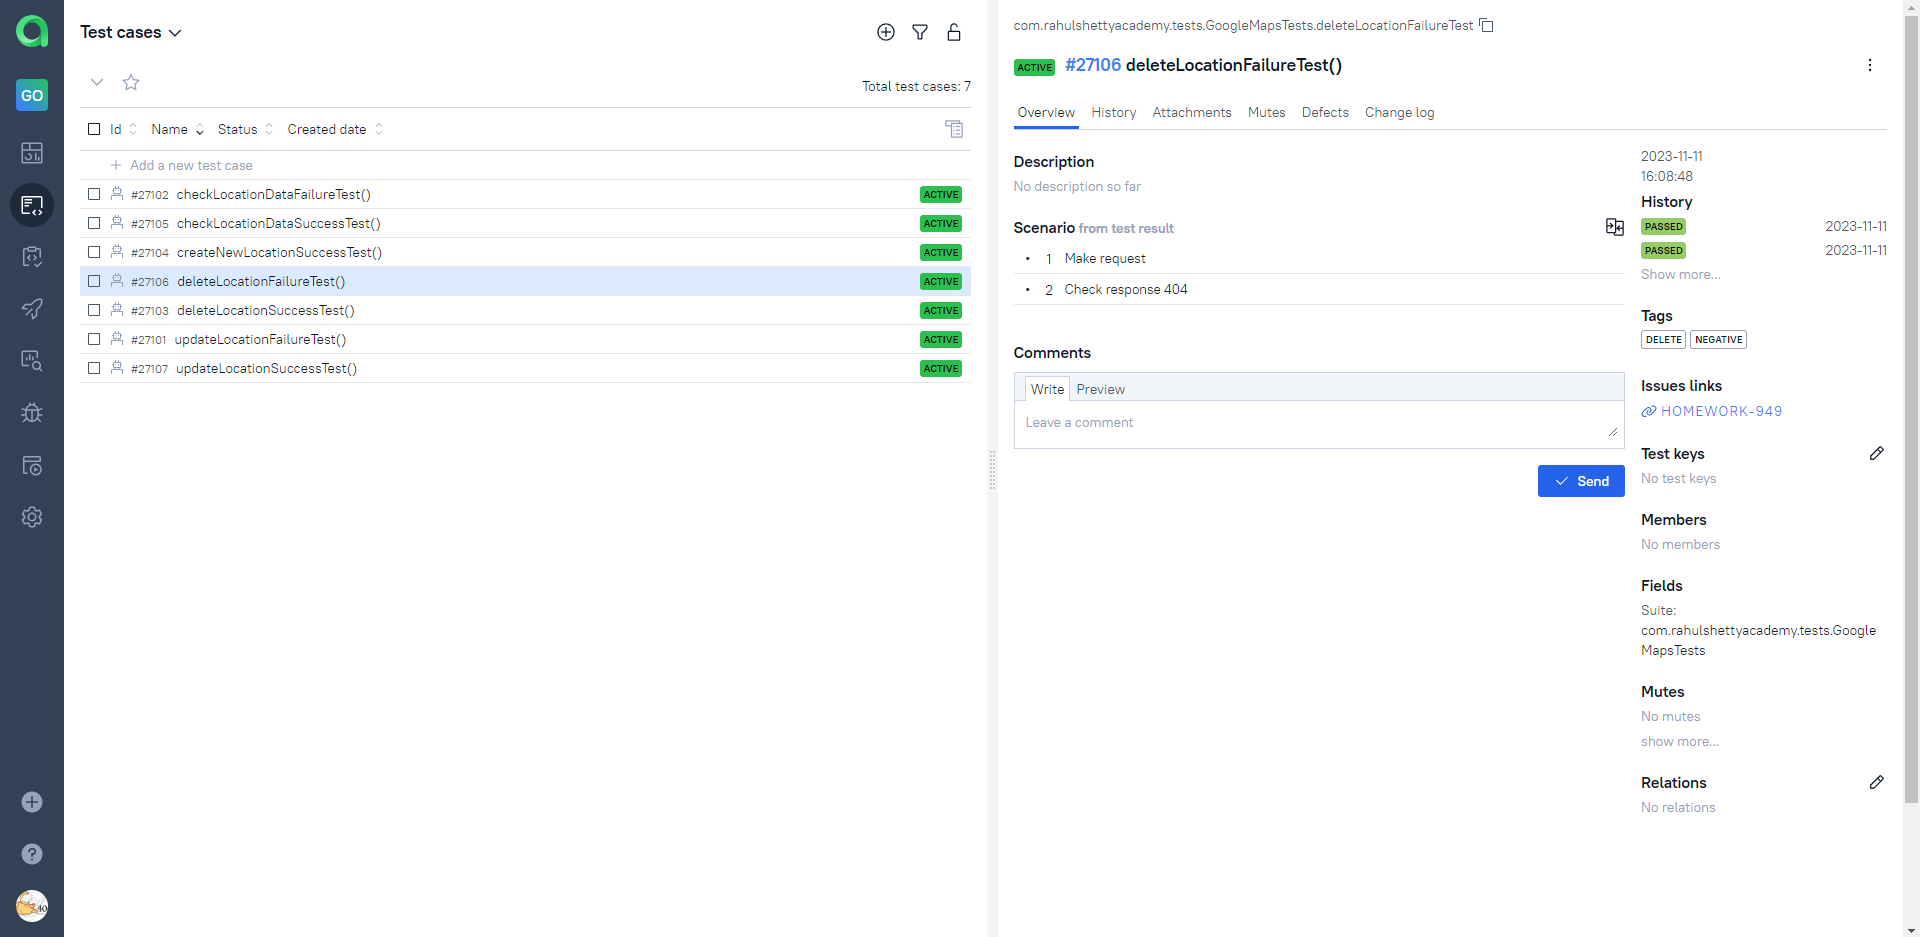 GO
Test cases
Total test cases: 7
Id Name Status Created date
Add a new test case
#27102 checkLocationDataFailureTest() ACTIVE
#27105 checkLocationDataSuccessTest() ACTIVE
#27104 createNewLocationSuccessTest() ACTIVE
#27106 deleteLocationFailureTest() ACTIVE
#27103 deleteLocationSuccessTest() ACTIVE
#27101 updateLocationFailureTest() ACTIVE
#27107 updateLocationSuccessTest() ACTIVE
com.rahulshettyacademy.tests.GoogleMapsTests.deleteLocationFailureTest
ACTIVE #27106 deleteLocationFailureTest()
Overview History Attachments Mutes Defects Change log
Description
No description so far
Scenario from test result
• 1 Make request
• 2 Check response 404
Comments
Write Preview
Leave a comment
Send
2023-11-11
16:08:48
History
PASSED 2023-11-11
PASSED 2023-11-11
Show more...
Tags
DELETE NEGATIVE
Issues links
HOMEWORK-949
Test keys
No test keys
Members
No members
Fields
Suite:
com.rahulshettyacademy.tests.Google
MapsTests
Mutes
No mutes
show more...
Relations
No relations